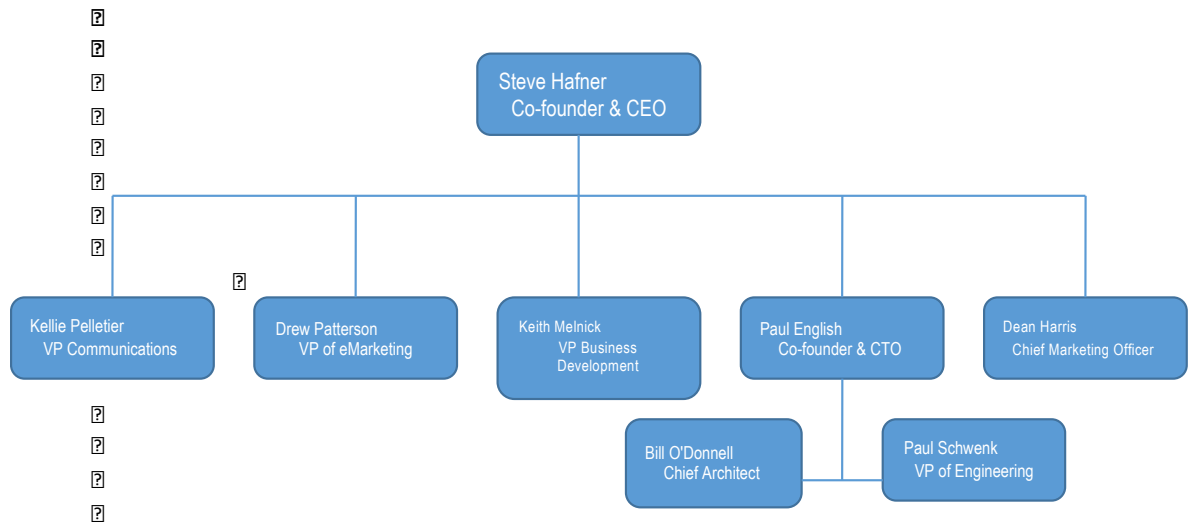 Steve Hafner
Co-founder & CEO
Kellie Pelletier
VP Communications
Drew Patterson
VP of eMarketing
Keith Melnick
VP Business
Development
Paul English
Co-founder & CTO
Dean Harris
Chief Marketing Officer
Bill O'Donnell
Chief Architect
Paul Schwenk
VP of Engineering